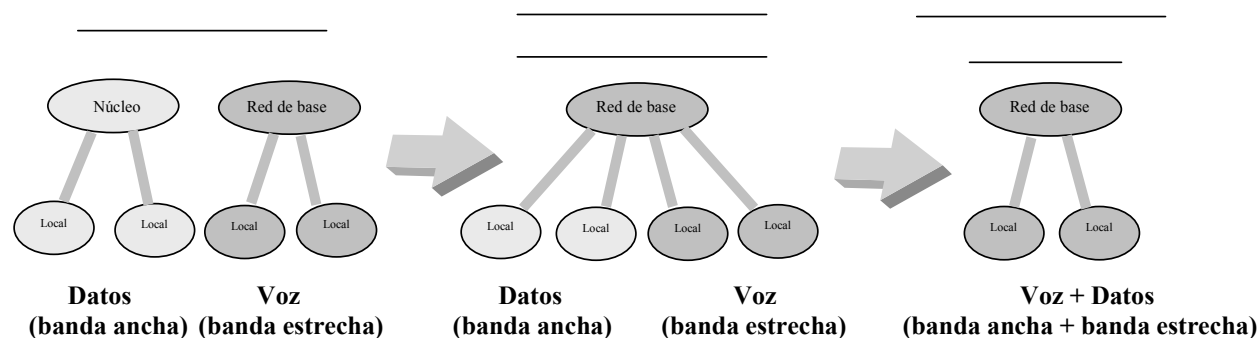 Núcleo
Red de base
Local
Local
Local
Local
Datos
(banda ancha)
Voz
(banda estrecha)
Red de base
Local
Local
Local
Local
Datos
(banda ancha)
Voz
(banda estrecha)
Red de base
Local
Local
Voz + Datos
(banda ancha + banda estrecha)